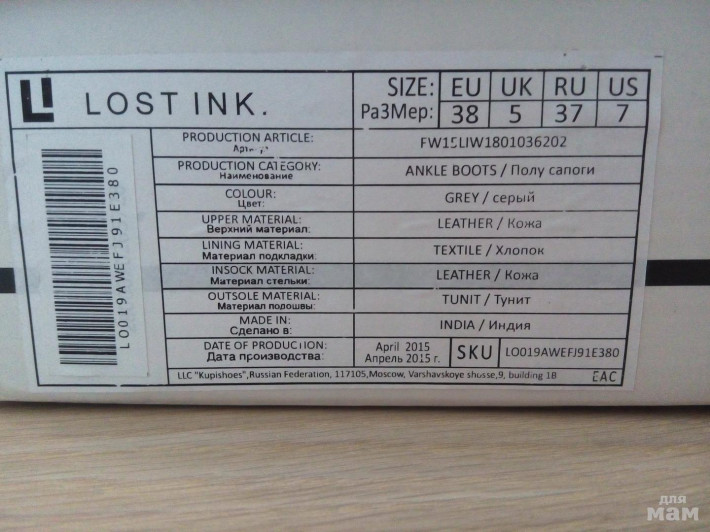 LOST INK.
SIZE: EU UK RU US
РаЗМер: 38 5 37 7
PRODUCTION ARTICLE: FW15LIW1801036202
PRODUCTION CATEGORY: ANKLE BOOTS / Полу сапоги
Наименование
COLOUR: GREY / серый
Цвет:
UPPER MATERIAL: LEATHER / Кожа
Верхний материал:
LINING MATERIAL: TEXTILE / Хлопок
Материал подкладки:
INSOCK MATERIAL: LEATHER / Кожа
Материал стельки:
OUTSOLE MATERIAL: TUNIT / Тунит
Материал подошвы:
MADE IN: INDIA / Индия
Сделано в:
DATE OF PRODUCTION: April 2015 SKU LO019AWEFJ91E380
Дата производства: Апрель 2015 г.
LLC "Kupishoes",Russian Federation, 117105,Moscow, Varshavskoye shosse,9, building 1B EAC
LO019AWEFJ91E380
для
мам